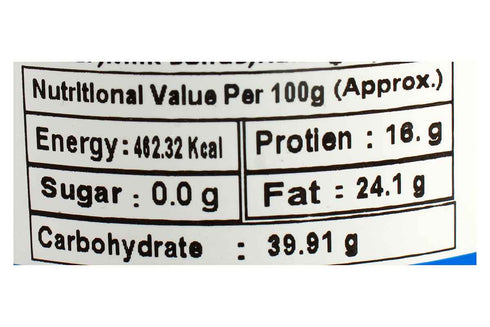 Nutritional Value Per 100g (Approx.)
Energy : 462.32 Kcal
Protien : 16. g
Sugar : 0.0 g
Fat : 24.1 g
Carbohydrate : 39.91 g